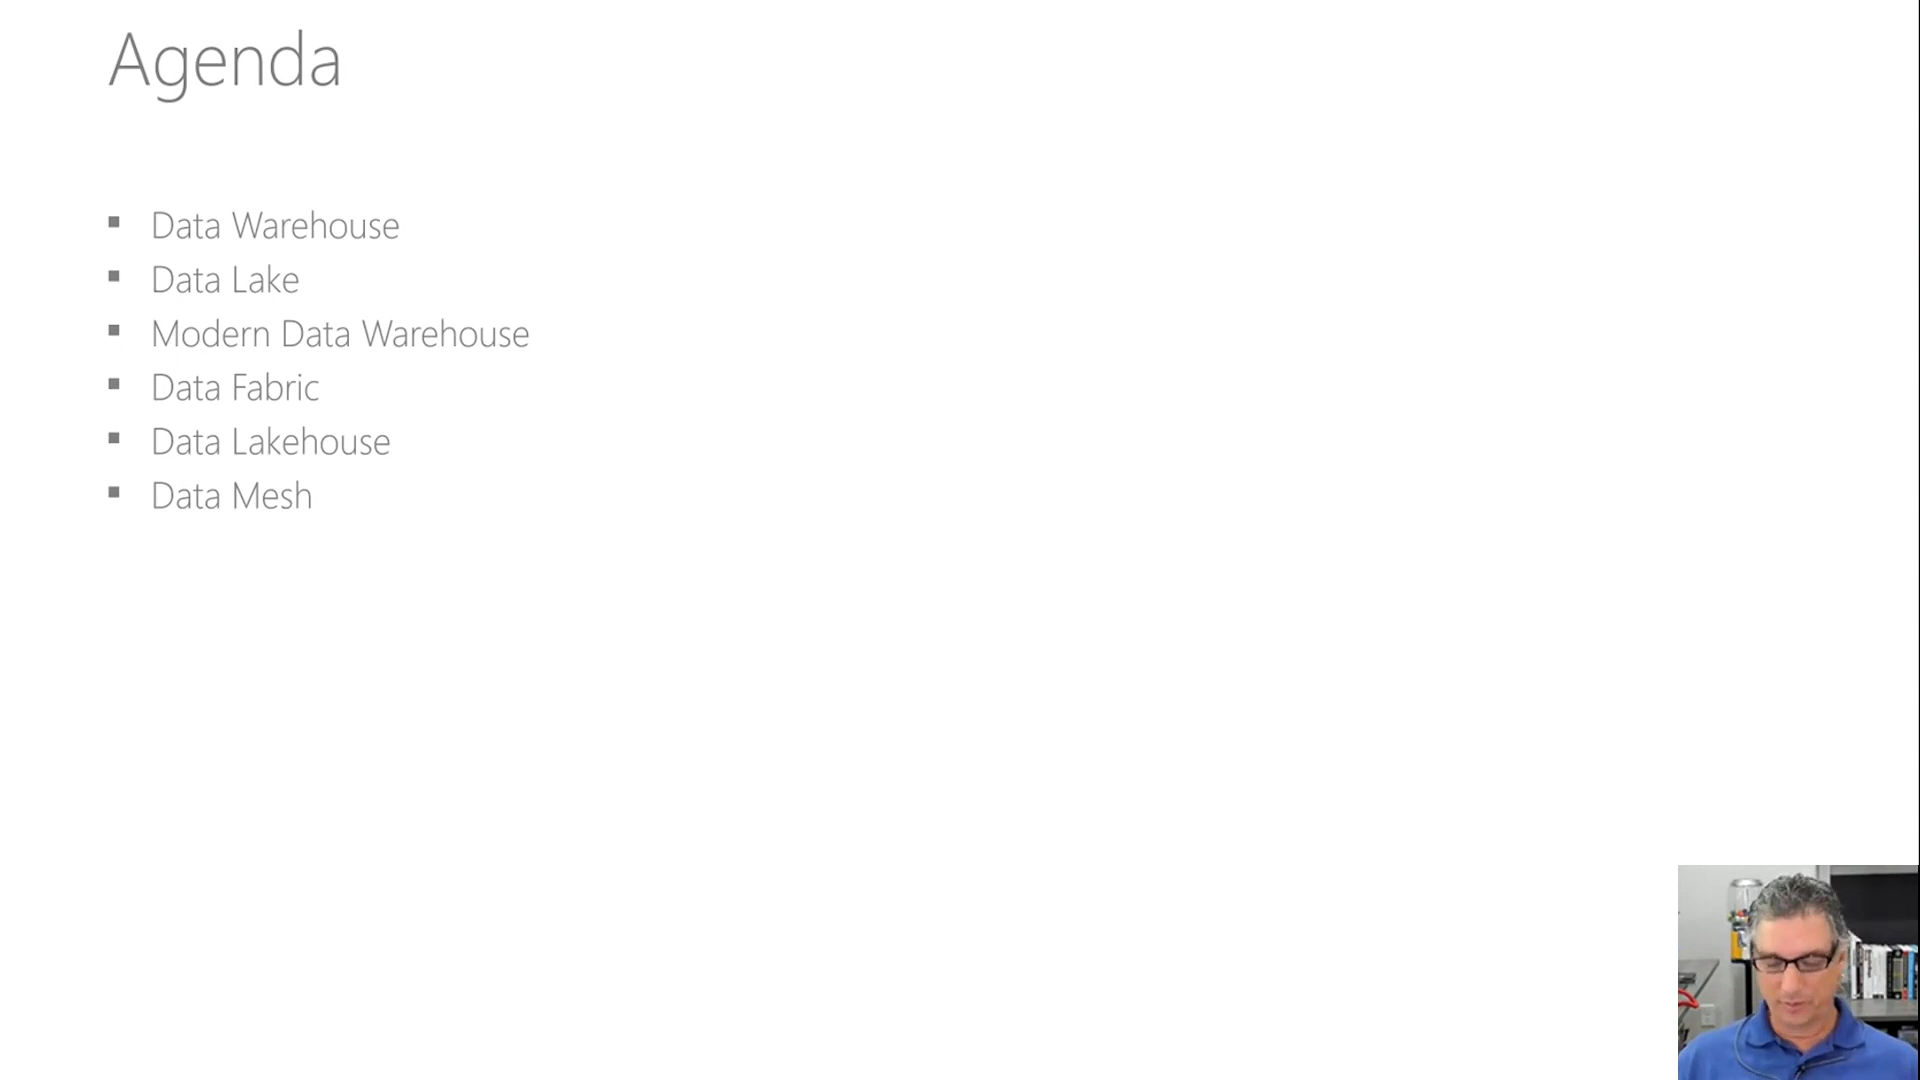 Agenda
▪ Data Warehouse
▪ Data Lake
▪ Modern Data Warehouse
▪ Data Fabric
▪ Data Lakehouse
▪ Data Mesh